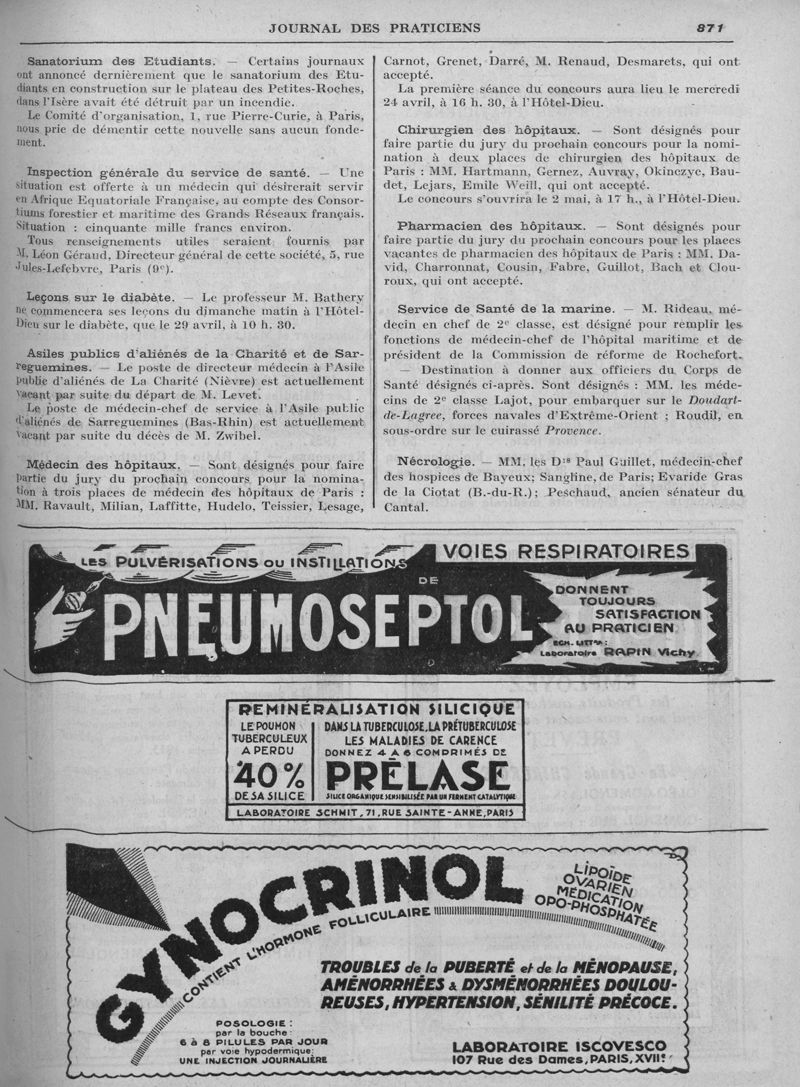 JOURNAL DES PRATICIENS 871
Sanatorium des Etudiants. — Certains journaux
ont annoncé dernièrement que le sanatorium des Etu-
diants en construction sur le plateau des Petites-Roches,
dans l'Isère avait été détruit par un incendie.
Le Comité d'organisation, 1, rue Pierre-Curie, à Paris,
nous prie de démentir cette nouvelle sans aucun fonde-
ment.
Inspection générale du service de santé. — Une
situation est offerte à un médecin qui désirerait servir
en Afrique Equatoriale Française, au compte des Consor-
tiums forestier et maritime des Grands Réseaux français.
Situation : cinquante mille francs environ.
Tous renseignements utiles seraient fournis par
M. Léon Géraud, Directeur général de cette société, 5, rue
Jules-Lefebvre, Paris (9e).
Leçons sur le diabète. — Le professeur M. Bathery
ne commencera ses leçons du dimanche matin à l'Hôtel-
Dieu sur le diabète, que le 29 avril, à 10 h. 30.
Asiles publics d'aliénés de la Charité et de Sar-
reguemines. — Le poste de directeur médecin à l'Asile
public d'aliénés de La Charité (Nièvre) est actuellement
vacant par suite du départ de M. Levet.
Le poste de médecin-chef de service à l'Asile public
d'aliénés de Sarreguemines (Bas-Rhin) est actuellement
vacant par suite du décès de M. Zwibel.
Médecin des hôpitaux. — Sont désignés pour faire
partie du jury du prochain concours pour la nomina-
tion à trois places de médecin des hôpitaux de Paris :
MM. Ravault, Milian, Laffitte, Hudelo, Teissier, Lesage,
Carnot, Grenet, Darré, M. Renaud, Desmarets, qui ont
accepté.
La première séance du concours aura lieu le mercredi
24 avril, à 16 h. 30, à l'Hôtel-Dieu.
Chirurgien des hôpitaux. — Sont désignés pour
faire partie du jury du prochain concours pour la nomi-
nation à deux places de chirurgien des hôpitaux de
Paris : MM. Hartmann, Gernez, Auvray, Okinczyc, Bau-
det, Lejars, Emile Weill, qui ont accepté.
Le concours s'ouvrira le 2 mai, à 17 h., à l'Hôtel-Dieu.
Pharmacien des hôpitaux. — Sont désignés pour
faire partie du jury du prochain concours pour les places
vacantes de pharmacien des hôpitaux de Paris : MM. Da-
vid, Charronnat, Cousin, Fabre, Guillot, Bach et Clou-
roux, qui ont accepté.
Service de Santé de la marine. — M. Rideau, mé-
decin en chef de 2e classe, est désigné pour remplir les
fonctions de médecin-chef de l'hôpital maritime et de
président de la Commission de réforme de Rochefort.
— Destination à donner aux officiers du Corps de
Santé désignés ci-après. Sont désignés : MM. les méde-
cins de 2e classe Lajot, pour embarquer sur le Doudart-
de-Lagree, forces navales d'Extrême-Orient ; Roudil, en
sous-ordre sur le cuirassé Provence.
Nécrologie. — MM. les Drs Paul Guillet, médecin-chef
des hospices de Bayeux; Sangline, de Paris; Evaride Gras
de la Ciotat (B.-du-R.); Peschaud, ancien sénateur du
Cantal.
LES PULVÉRISATIONS OU INSTILLATIONS
VOIES RESPIRATOIRES
DE
PNEUMOSEPTOL
DONNENT
TOUJOURS
SATISFACTION
AU PRATICIEN
ECH. LITTre :
Laboratoire RAPIN Vichy
REMINÉRALISATION SILICIQUE
LE POUMON
TUBERCULEUX
A PERDU
40%
DE SA SILICE
DANS LA TUBERCULOSE, LA PRÉTUBERCULOSE
LES MALADIES DE CARENCE
DONNEZ 4 A 6 COMPRIMÉS DE
PRÉLASE
SILICE ORGANIQUE SENSIBILISÉE PAR UN FERMENT CATALYTIQUE
LABORATOIRE SCHMIT, 71, RUE SAINTE-ANNE, PARIS
GYNOCRINOL
CONTIENT L'HORMONE FOLLICULAIRE
LIPOÏDE
OVARIEN
MÉDICATION
OPO-PHOSPHATÉE
TROUBLES de la PUBERTÉ et de la MÉNOPAUSE,
AMÉNORRHÉES & DYSMÉNORRHÉES DOULOU-
REUSES, HYPERTENSION, SÉNILITÉ PRÉCOCE.
POSOLOGIE :
par la bouche :
6 à 8 PILULES PAR JOUR
par voie hypodermique:
UNE INJECTION JOURNALIÈRE
LABORATOIRE ISCOVESCO
107 Rue des Dames, PARIS, XVIIe